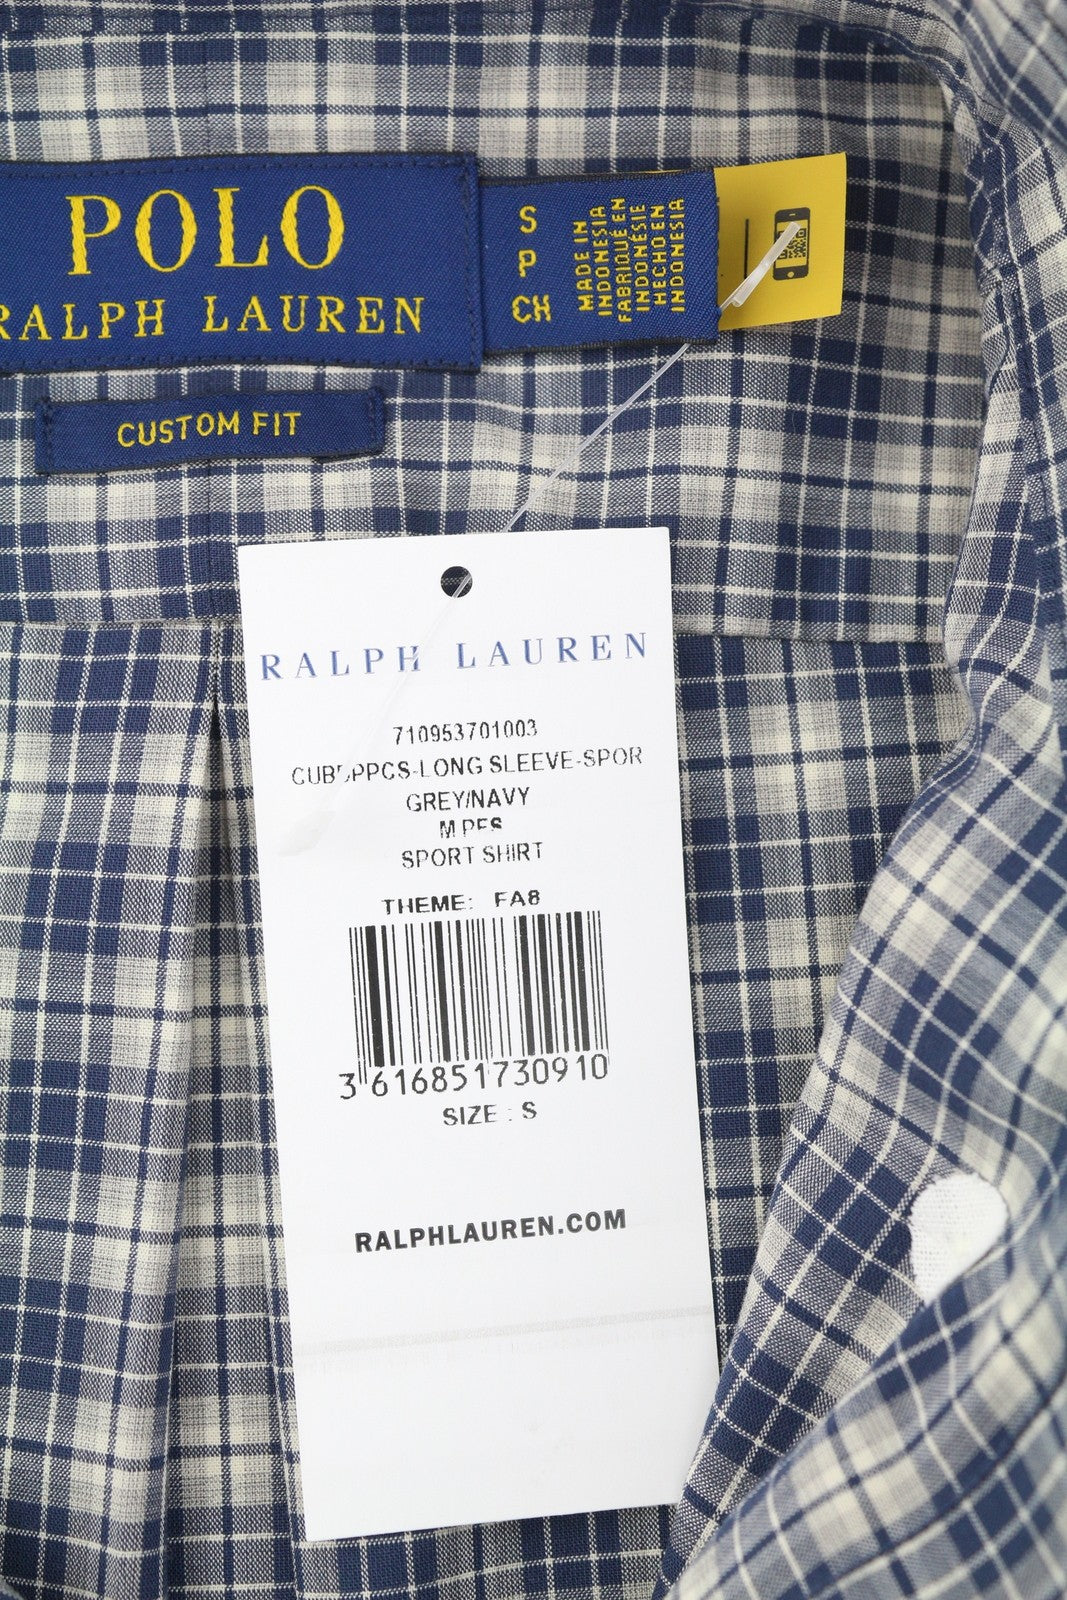 POLO
RALPH LAUREN
S
P
CH
MADE IN
INDONESIA
FABRIQUÉ EN
INDONÉSIE
HECHO EN
INDONESIA
CUSTOM FIT
RALPH LAUREN
710953701003
CUBDPPCS-LONG SLEEVE-SPOR
GREY/NAVY
M PES
SPORT SHIRT
THEME: FA8
3 616851730910
SIZE : S
RALPHLAUREN.COM